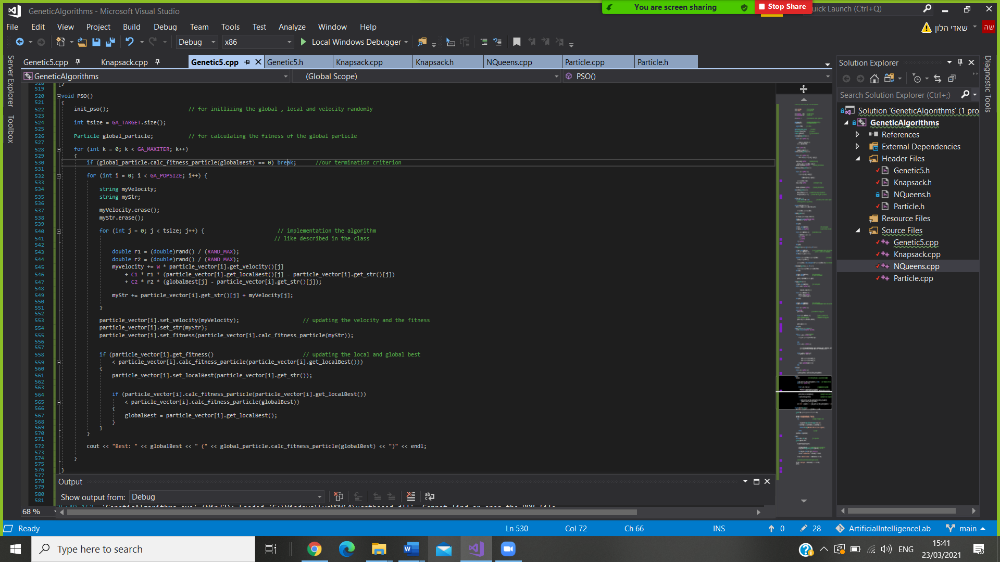 GeneticAlgorithms - Microsoft Visual Studio
You are screen sharing
Stop Share
uick Launch (Ctrl+Q)
File Edit View Project Build Debug Team Tools Test Analyze Window Help
שאדי הלון
שה
Debug x86 Local Windows Debugger
Server Explorer
Toolbox
Genetic5.cpp Knapsack.cpp Genetic5.cpp Genetic5.h Knapsack.cpp Knapsack.h NQueens.cpp Particle.cpp Particle.h
GeneticAlgorithms (Global Scope) PSO()
518 }
519
520 void PSO()
521 {
522 init_pso(); // for initlizing the global , local and velocity randomly
523
524 int tsize = GA_TARGET.size();
525
526 Particle global_particle; // for calculating the fitness of the global particle
527
528 for (int k = 0; k < GA_MAXITER; k++)
529 {
530 if (global_particle.calc_fitness_particle(globalBest) == 0) break; //our termination criterion
531
532 for (int i = 0; i < GA_POPSIZE; i++) {
533
534 string myVelocity;
535 string myStr;
536
537 myVelocity.erase();
538 myStr.erase();
539
540 for (int j = 0; j < tsize; j++) { // implementation the algorithm
541 // like described in the class
542
543 double r1 = (double)rand() / (RAND_MAX);
544 double r2 = (double)rand() / (RAND_MAX);
545 myVelocity += W * particle_vector[i].get_velocity()[j]
546 + C1 * r1 * (particle_vector[i].get_localBest()[j] - particle_vector[i].get_str()[j])
547 + C2 * r2 * (globalBest[j] - particle_vector[i].get_str()[j]);
548
549 myStr += particle_vector[i].get_str()[j] + myVelocity[j];
550
551 }
552
553 particle_vector[i].set_velocity(myVelocity); // updating the velocity and the fitness
554 particle_vector[i].set_str(myStr);
555 particle_vector[i].set_fitness(particle_vector[i].calc_fitness_particle(myStr));
556
557
558 if (particle_vector[i].get_fitness() // updating the local and global best
559 < particle_vector[i].calc_fitness_particle(particle_vector[i].get_localBest()))
560 {
561 particle_vector[i].set_localBest(particle_vector[i].get_str());
562
563
564 if (particle_vector[i].calc_fitness_particle(particle_vector[i].get_localBest())
565 < particle_vector[i].calc_fitness_particle(globalBest))
566 {
567 globalBest = particle_vector[i].get_localBest();
568 }
569 }
570 }
571
572 cout << "Best: " << globalBest << " (" << global_particle.calc_fitness_particle(globalBest) << ")" << endl;
573
574 }
575
576 }
577
578
579
580
581
Output
Show output from: Debug
68 %
Solution Explorer
Search Solution Explorer (Ctrl+;)
Solution 'GeneticAlgorithms' (1 pro
GeneticAlgorithms
References
External Dependencies
Header Files
Genetic5.h
Knapsack.h
NQueens.h
Particle.h
Resource Files
Source Files
Genetic5.cpp
Knapsack.cpp
NQueens.cpp
Particle.cpp
Diagnostic Tools
Ready Ln 530 Col 72 Ch 66 INS 0 28 ArtificialIntelligenceLab main
Type here to search
ENG
15:41
23/03/2021